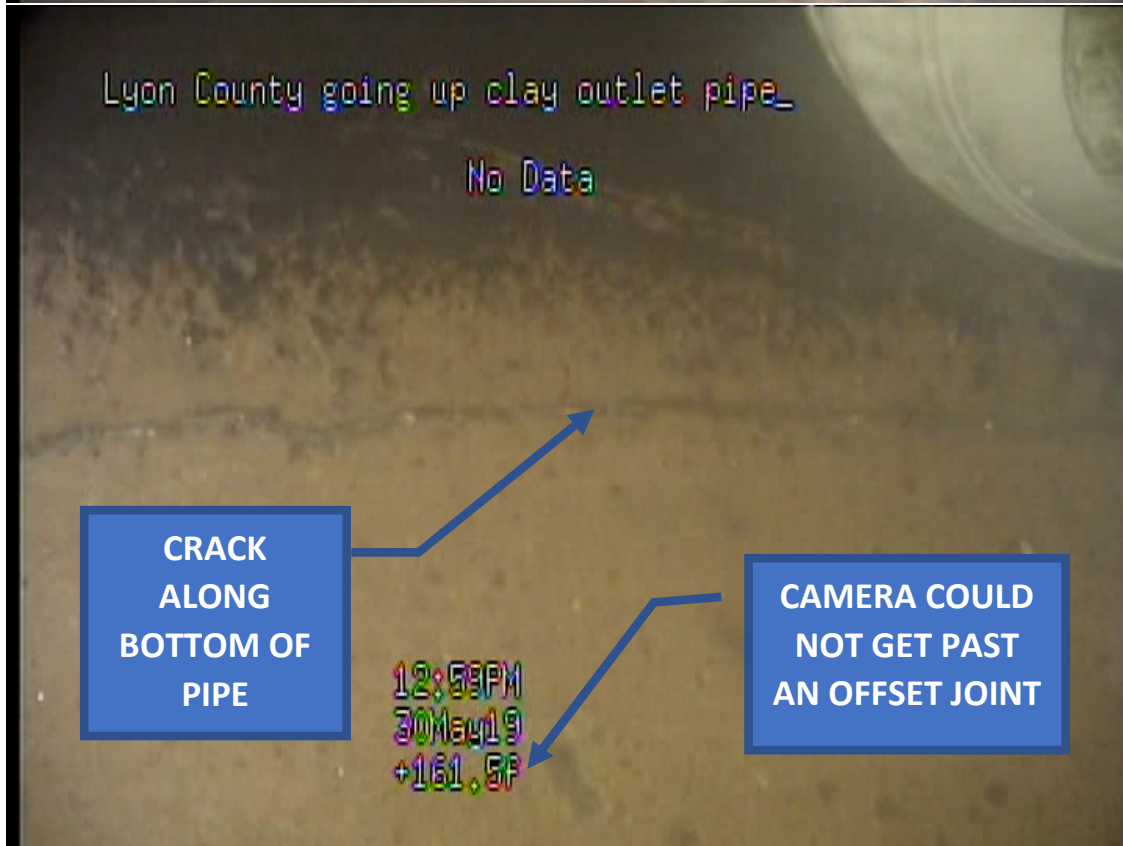 Lyon County going up clay outlet pipe_
No Data
CRACK
ALONG
BOTTOM OF
PIPE
CAMERA COULD
NOT GET PAST
AN OFFSET JOINT
12:59PM
30May19
+161.5F